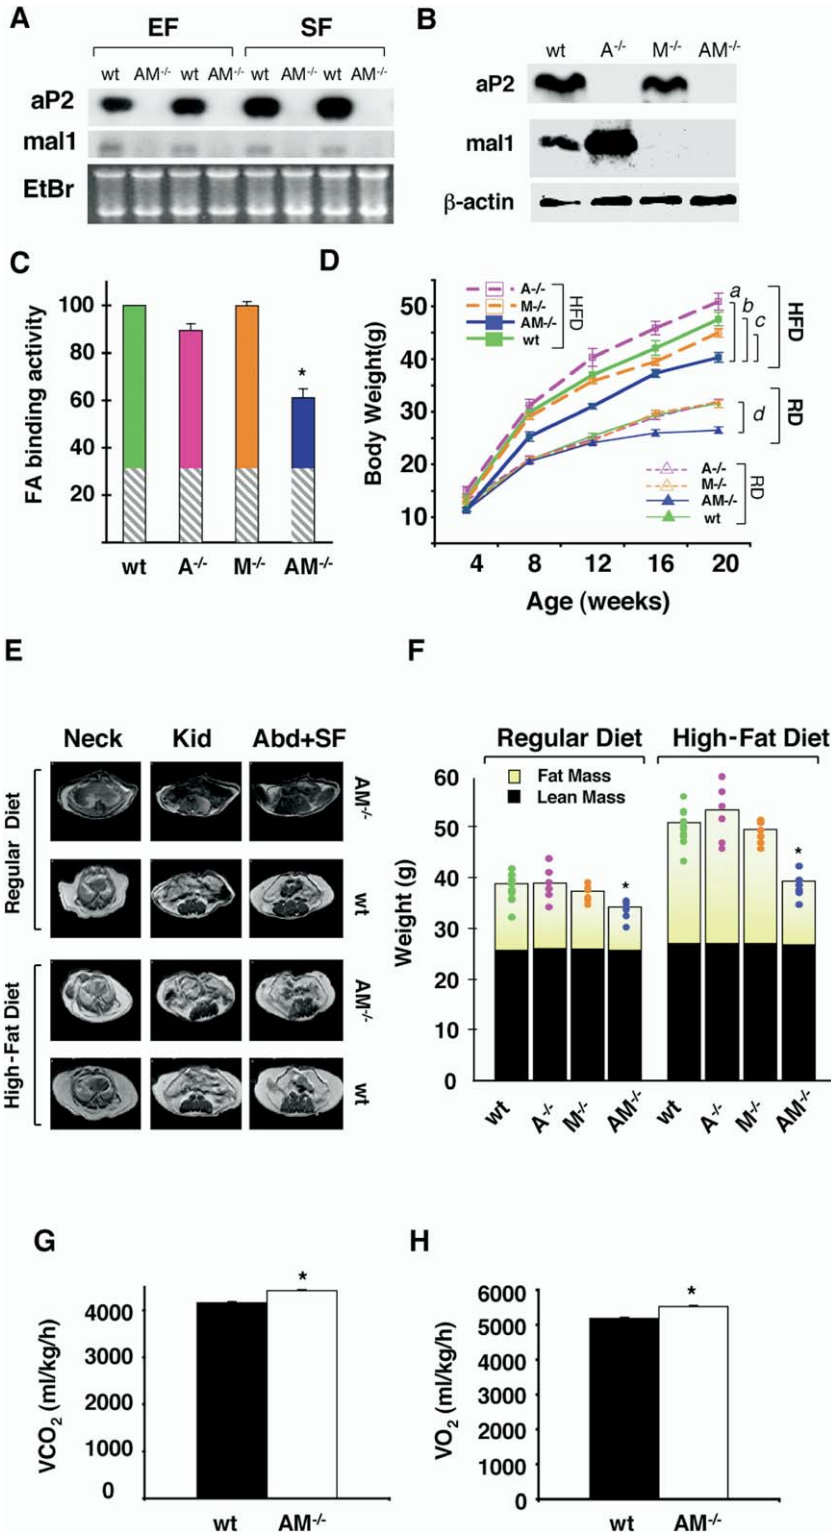 A
EF SF
wt AM-/- wt AM-/- wt AM-/- wt AM-/-
aP2
mal1
EtBr
B
wt A-/- M-/- AM-/-
aP2
mal1
β-actin
C
FA binding activity
100
80
60
40
20
*
wt A-/- M-/- AM-/-
D
Body Weight(g)
50
40
30
20
10
A-/-
M-/-
AM-/-
wt
HFD
a
b
c
HFD
d
RD
A-/-
M-/-
AM-/-
wt
RD
4 8 12 16 20
Age (weeks)
E
Neck Kid Abd+SF
Regular Diet
AM-/-
wt
High-Fat Diet
AM-/-
wt
F
Regular Diet High-Fat Diet
Fat Mass
Lean Mass
Weight (g)
60
50
40
30
20
10
0
*
*
wt A-/- M-/- AM-/- wt A-/- M-/- AM-/-
G
VCO2 (ml/kg/h)
4000
3000
2000
1000
0
*
wt AM-/-
H
VO2 (ml/kg/h)
6000
5000
4000
3000
2000
1000
0
*
wt AM-/-